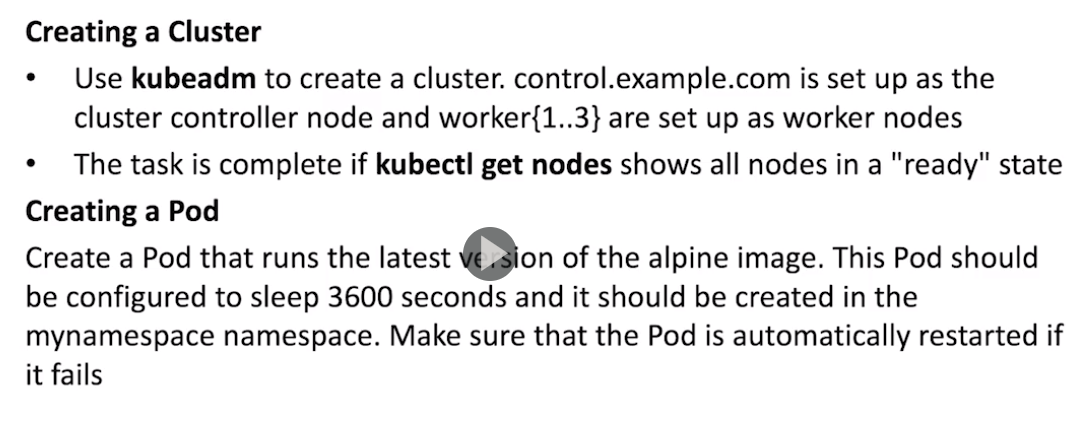 Creating a Cluster
• Use kubeadm to create a cluster. control.example.com is set up as the
cluster controller node and worker{1..3} are set up as worker nodes
• The task is complete if kubectl get nodes shows all nodes in a "ready" state
Creating a Pod
Create a Pod that runs the latest version of the alpine image. This Pod should
be configured to sleep 3600 seconds and it should be created in the
mynamespace namespace. Make sure that the Pod is automatically restarted if
it fails